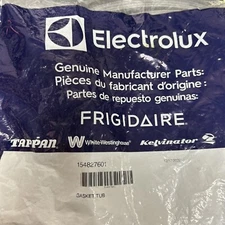 Electrolux
Genuine Manufacturer Parts:
Pièces du fabricant d'origine :
Partes de repuesto genuinas:
FRIGIDAIRE.
TAPPAN White-Westinghouse Kelvinator
154827601
GASKET, TUB